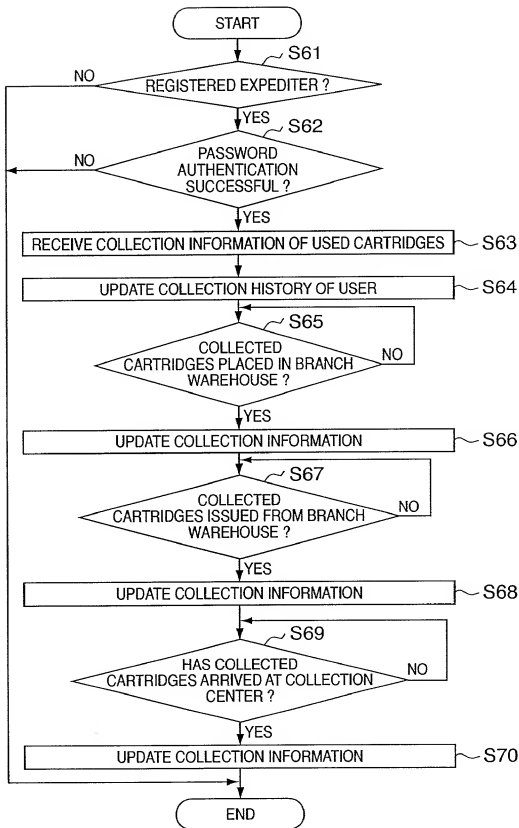 START
S61
NO
REGISTERED EXPEDITER ?
YES
S62
NO
PASSWORD
AUTHENTICATION
SUCCESSFUL ?
YES
RECEIVE COLLECTION INFORMATION OF USED CARTRIDGES
S63
UPDATE COLLECTION HISTORY OF USER
S64
S65
COLLECTED
CARTRIDGES PLACED IN BRANCH
WAREHOUSE ?
NO
YES
UPDATE COLLECTION INFORMATION
S66
S67
COLLECTED
CARTRIDGES ISSUED FROM BRANCH
WAREHOUSE ?
NO
YES
UPDATE COLLECTION INFORMATION
S68
S69
HAS COLLECTED
CARTRIDGES ARRIVED AT COLLECTION
CENTER ?
NO
YES
UPDATE COLLECTION INFORMATION
S70
END